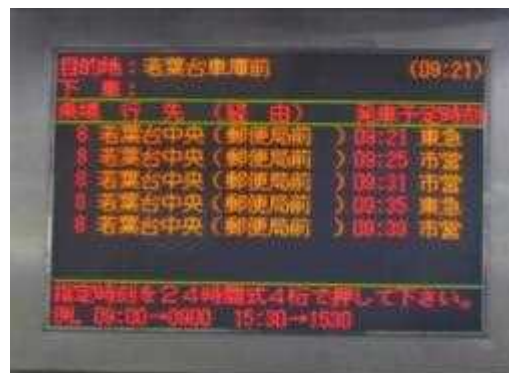 目的地：若葉台車庫前 (09:21)
下 車：
乗場 行 先 （経 由） 発車予定時刻
8 若葉台中央（郵便局前 ）09:21 東急
8 若葉台中央（郵便局前 ）09:25 市営
8 若葉台中央（郵便局前 ）09:31 市営
8 若葉台中央（郵便局前 ）09:35 東急
8 若葉台中央（郵便局前 ）09:39 市営
指定時刻を24時間式4桁で押して下さい。
例. 09:00→0900 15:30→1530